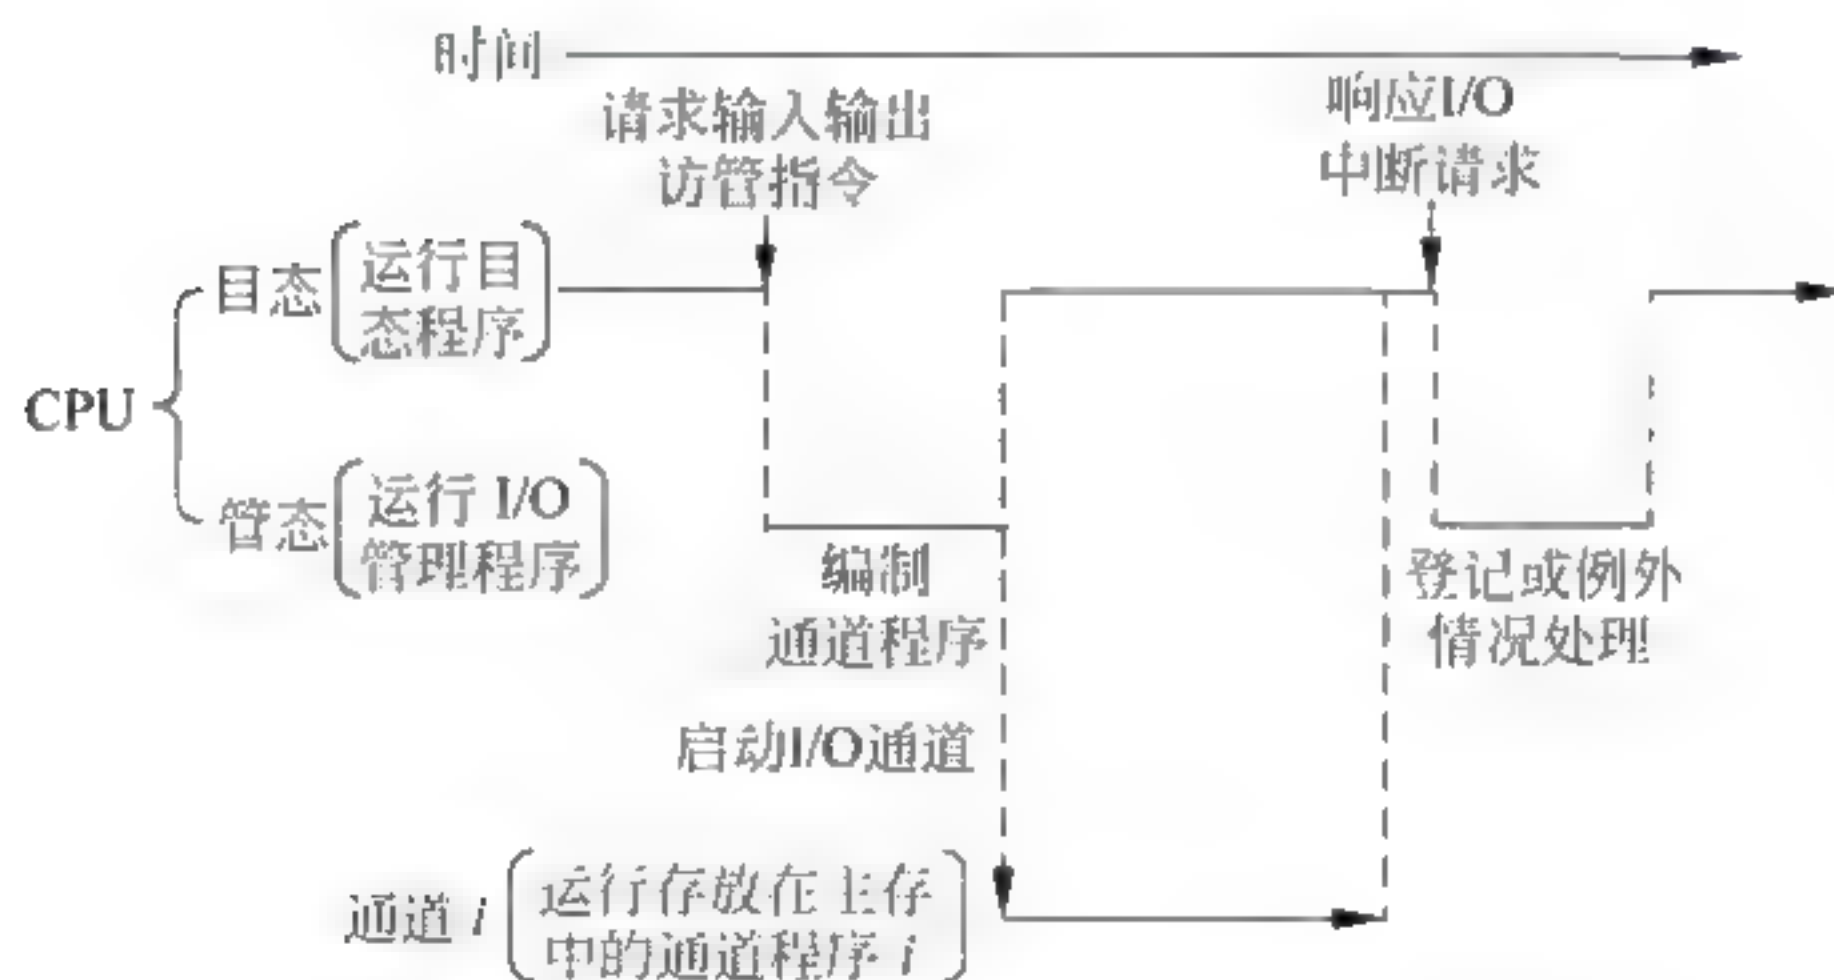 时间
请求输入输出
访管指令
响应I/O
中断请求
目态
运行目
态程序
CPU
管态
运行 I/O
管理程序
编制
通道程序
登记或例外
情况处理
启动I/O通道
通道 i
运行存放在主存
中的通道程序 i